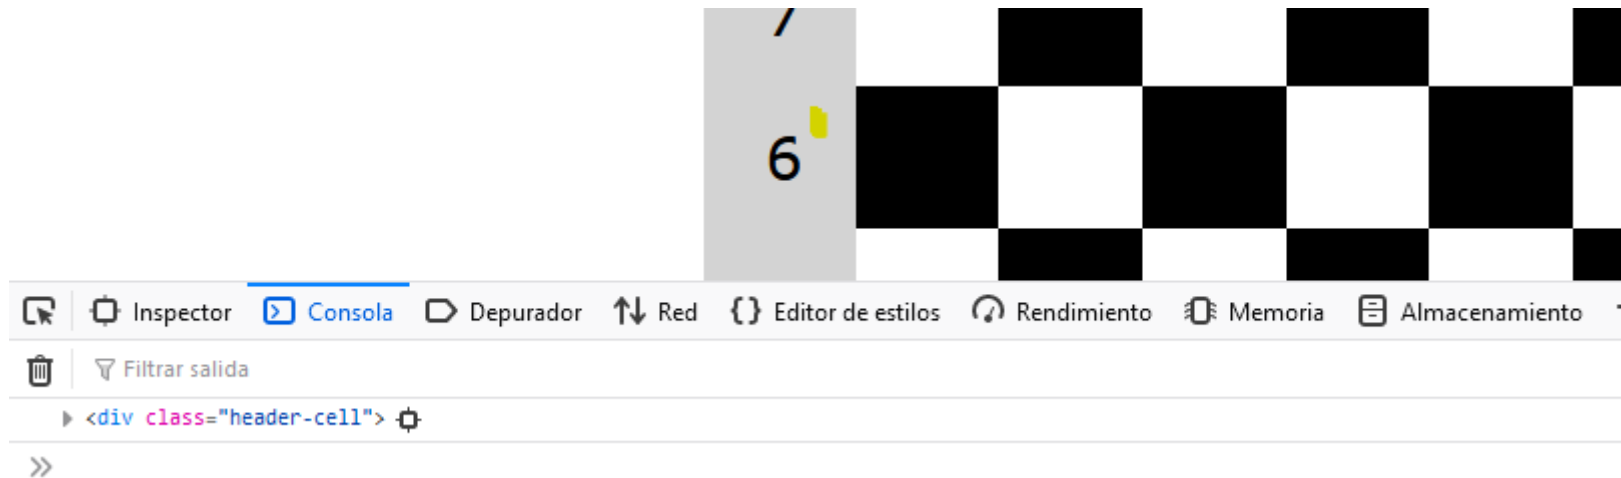 7
6
Inspector Consola Depurador Red Editor de estilos Rendimiento Memoria Almacenamiento
Filtrar salida
<div class="header-cell">